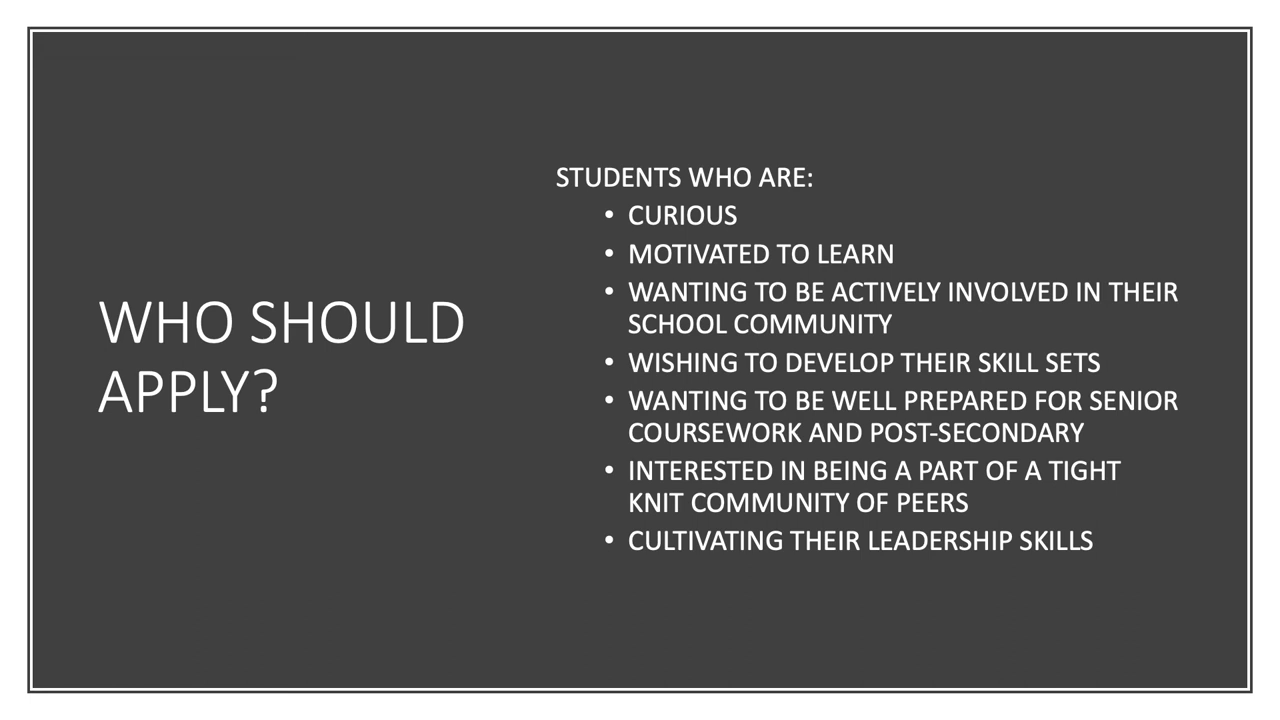 WHO SHOULD
APPLY?
STUDENTS WHO ARE:
• CURIOUS
• MOTIVATED TO LEARN
• WANTING TO BE ACTIVELY INVOLVED IN THEIR
SCHOOL COMMUNITY
• WISHING TO DEVELOP THEIR SKILL SETS
• WANTING TO BE WELL PREPARED FOR SENIOR
COURSEWORK AND POST-SECONDARY
• INTERESTED IN BEING A PART OF A TIGHT
KNIT COMMUNITY OF PEERS
• CULTIVATING THEIR LEADERSHIP SKILLS